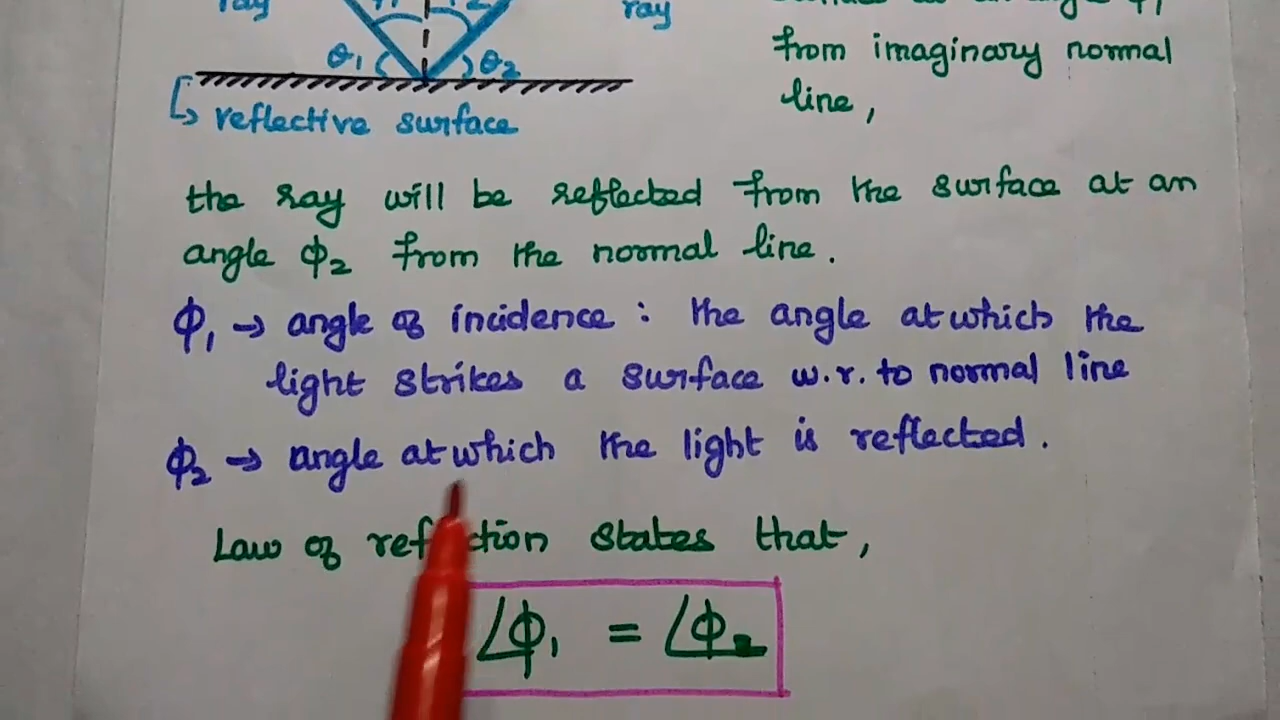 ray
ray
θ1
θ2
reflective surface
from imaginary normal
line,
the ray will be reflected from the surface at an
angle ϕ2 from the normal line.
ϕ1 → angle of incidence : the angle at which the
light strikes a surface w.r. to normal line
ϕ2 → angle at which the light is reflected.
Law of states that,
∠ϕ1 = ∠ϕ2